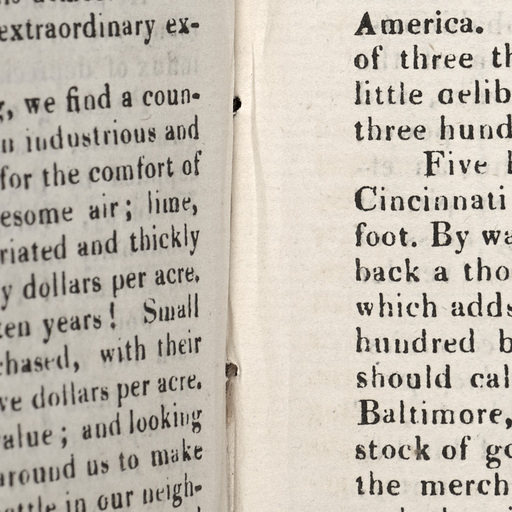 extraordinary ex-
, we find a coun-
industrious and
for the comfort of
esome air; lime,
riated and thickly
y dollars per acre.
ten years! Small
chased, with their
ve dollars per acre.
alue; and looking
around us to make
ttle in our neigh-
America.
of three th
little delib
three hund
Five
Cincinnati
foot. By wa
back a tho
which adds
hundred b
should cal
Baltimore,
stock of go
the merch